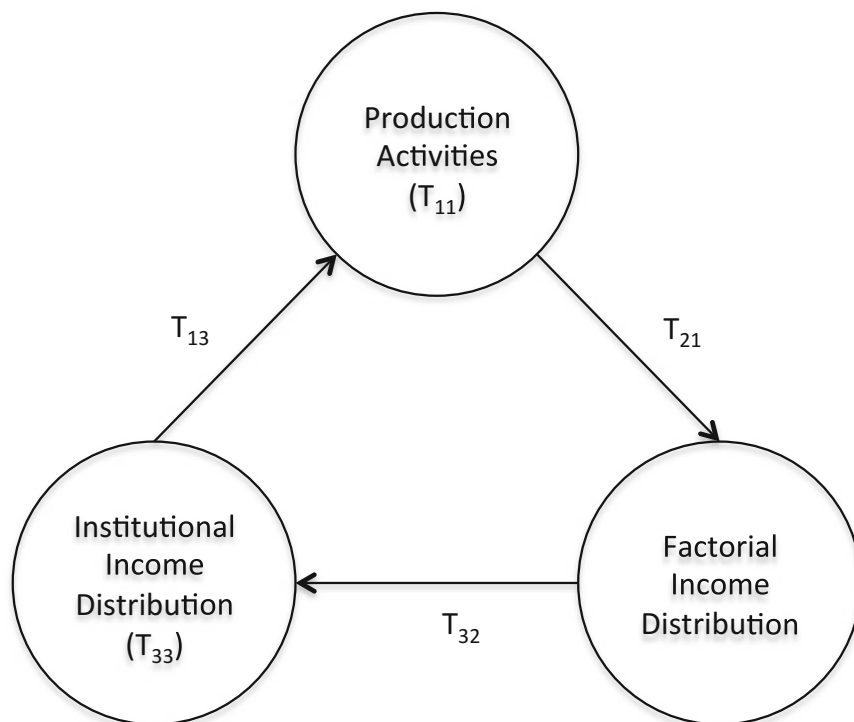 Production
Activities
(T₁₁)
T₁₃
T₂₁
Institutional
Income
Distribution
(T₃₃)
Factorial
Income
Distribution
T₃₂